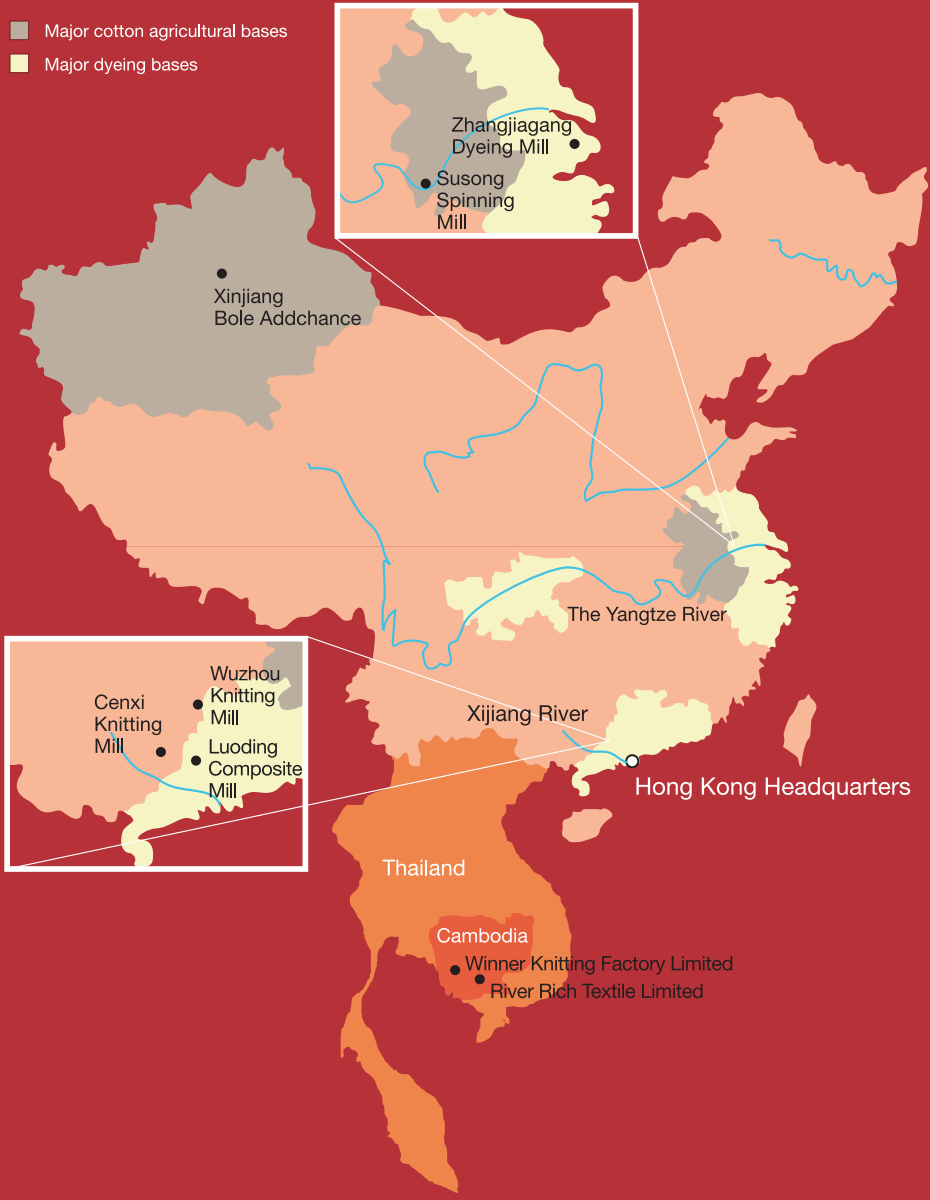 Major cotton agricultural bases
Major dyeing bases
Zhangjiagang
Dyeing Mill
Susong
Spinning
Mill
Xinjiang
Bole Addchance
The Yangtze River
Wuzhou
Knitting
Mill
Cenxi
Knitting
Mill
Luoding
Composite
Mill
Xijiang River
Hong Kong Headquarters
Thailand
Cambodia
Winner Knitting Factory Limited
River Rich Textile Limited